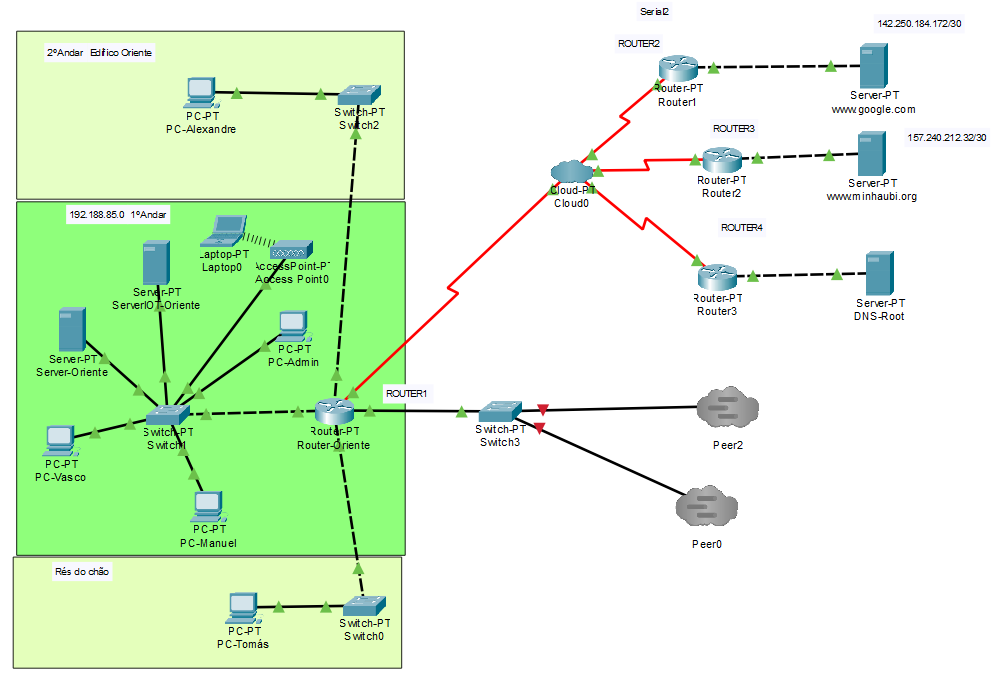 Serial2
142.250.184.172/30
ROUTER2
2ºAndar Edifico Oriente
PC-PT
PC-Alexandre
Switch-PT
Switch2
Router-PT
Router1
Server-PT
www.google.com
ROUTER3
157.240.212.32/30
Router-PT
Router2
Server-PT
www.minhaubi.org
Cloud-PT
Cloud0
192.188.85.0 1ºAndar
Laptop-PT
Laptop0
AccessPoint-PT
Access Point0
ROUTER4
Router-PT
Router3
Server-PT
DNS-Root
Server-PT
ServerIOT-Oriente
Server-PT
Server-Oriente
PC-PT
PC-Admin
ROUTER1
Switch-PT
Switch1
Router-PT
Router-Oriente
Switch-PT
Switch3
Peer2
PC-PT
PC-Vasco
PC-PT
PC-Manuel
Peer0
Rés do chão
PC-PT
PC-Tomás
Switch-PT
Switch0